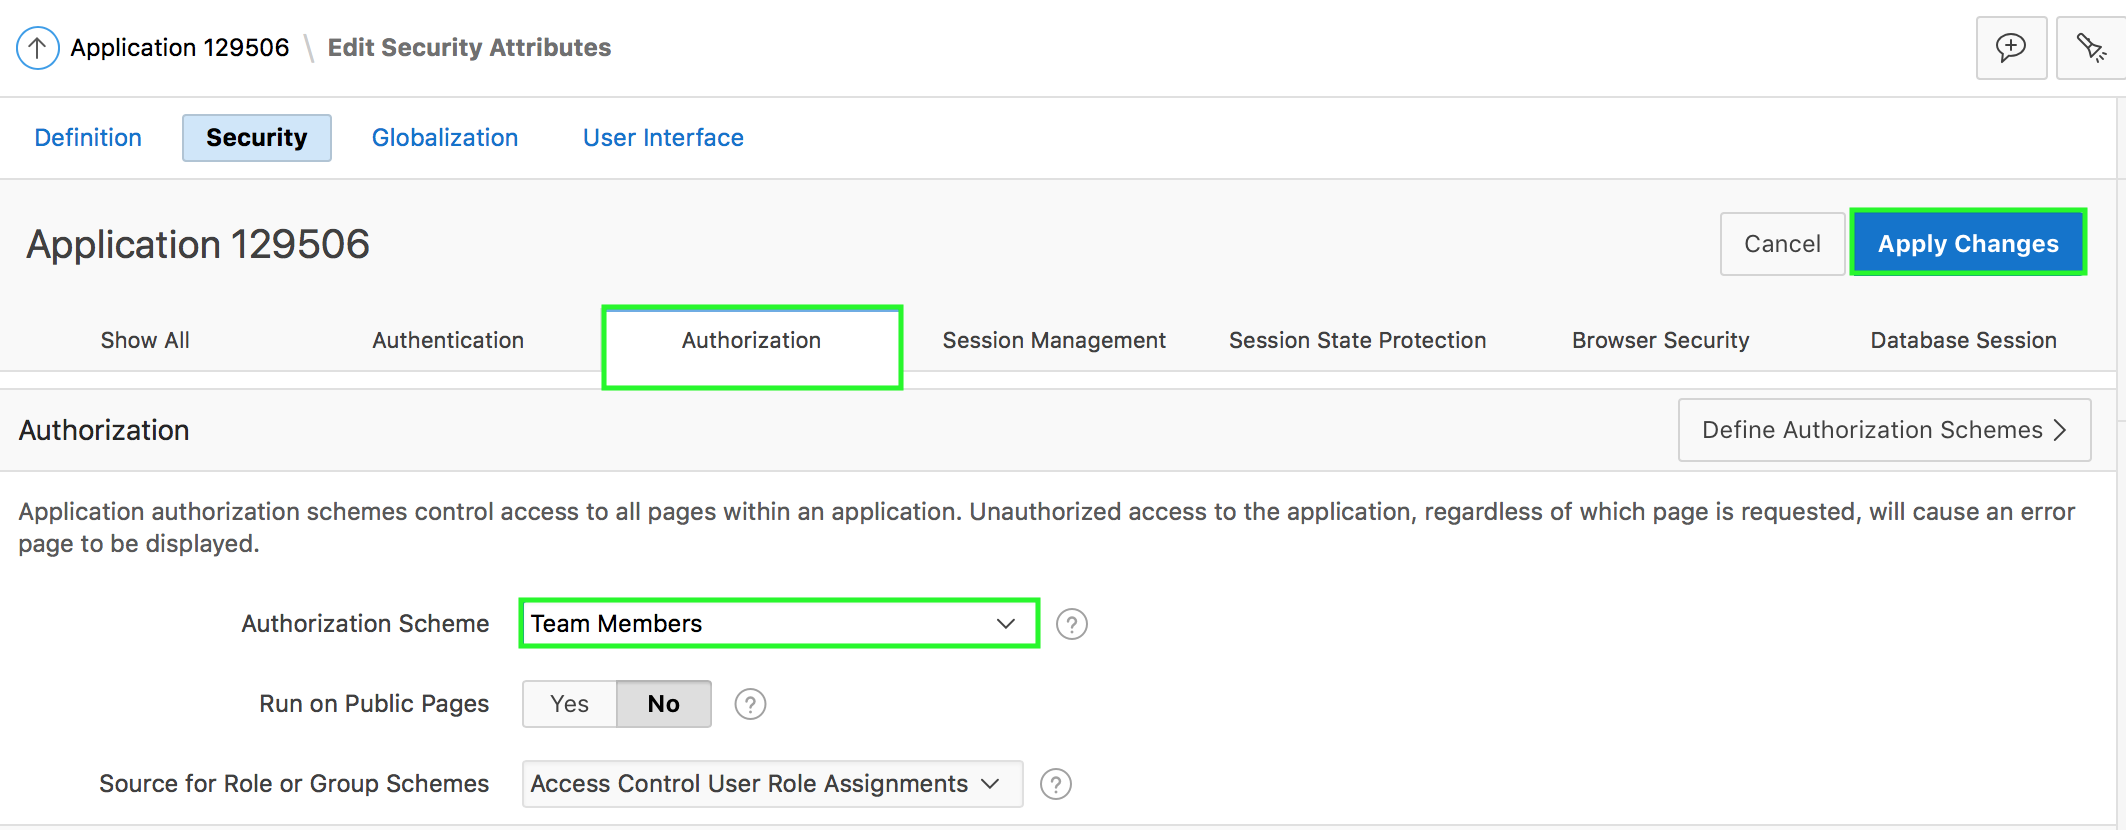 Application 129506 \ Edit Security Attributes
Definition Security Globalization User Interface
Application 129506 Cancel Apply Changes
Show All Authentication Authorization Session Management Session State Protection Browser Security Database Session
Authorization Define Authorization Schemes >
Application authorization schemes control access to all pages within an application. Unauthorized access to the application, regardless of which page is requested, will cause an error
page to be displayed.
Authorization Scheme Team Members ?
Run on Public Pages Yes No ?
Source for Role or Group Schemes Access Control User Role Assignments ?